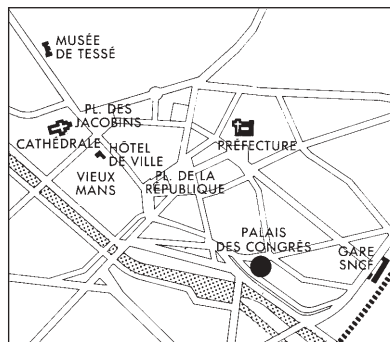 MUSÉE
DE TESSÉ
PL. DES
JACOBINS
CATHÉDRALE
HÔTEL
DE VILLE
VIEUX
MANS
PL. DE LA
RÉPUBLIQUE
PRÉFECTURE
PALAIS
DES CONGRÈS
GARE
SNCF